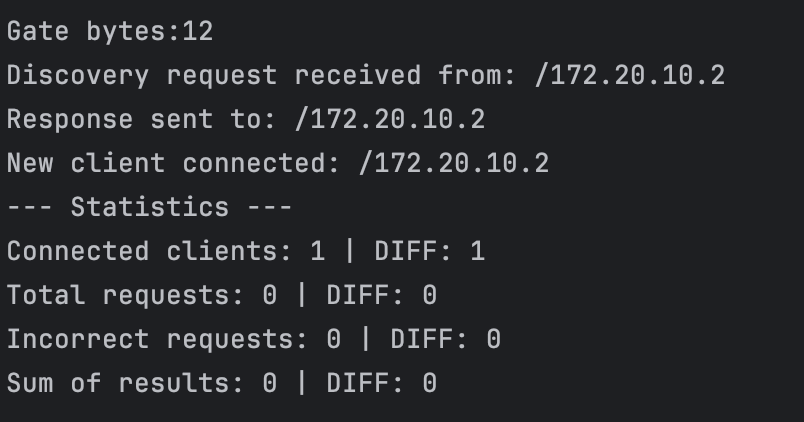 Gate bytes:12
Discovery request received from: /172.20.10.2
Response sent to: /172.20.10.2
New client connected: /172.20.10.2
--- Statistics ---
Connected clients: 1 | DIFF: 1
Total requests: 0 | DIFF: 0
Incorrect requests: 0 | DIFF: 0
Sum of results: 0 | DIFF: 0